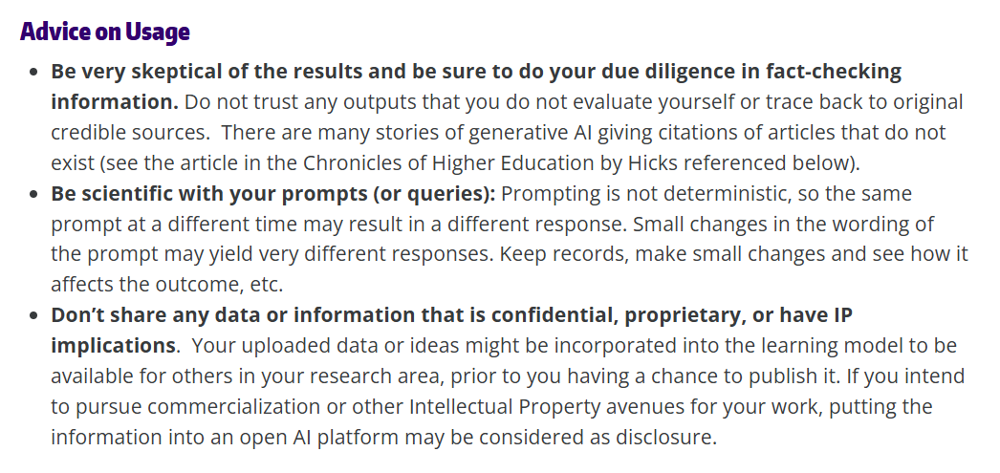 Advice on Usage
• Be very skeptical of the results and be sure to do your due diligence in fact-checking
information. Do not trust any outputs that you do not evaluate yourself or trace back to original
credible sources.  There are many stories of generative AI giving citations of articles that do not
exist (see the article in the Chronicles of Higher Education by Hicks referenced below).
• Be scientific with your prompts (or queries): Prompting is not deterministic, so the same
prompt at a different time may result in a different response. Small changes in the wording of
the prompt may yield very different responses. Keep records, make small changes and see how it
affects the outcome, etc.
• Don’t share any data or information that is confidential, proprietary, or have IP
implications.  Your uploaded data or ideas might be incorporated into the learning model to be
available for others in your research area, prior to you having a chance to publish it. If you intend
to pursue commercialization or other Intellectual Property avenues for your work, putting the
information into an open AI platform may be considered as disclosure.